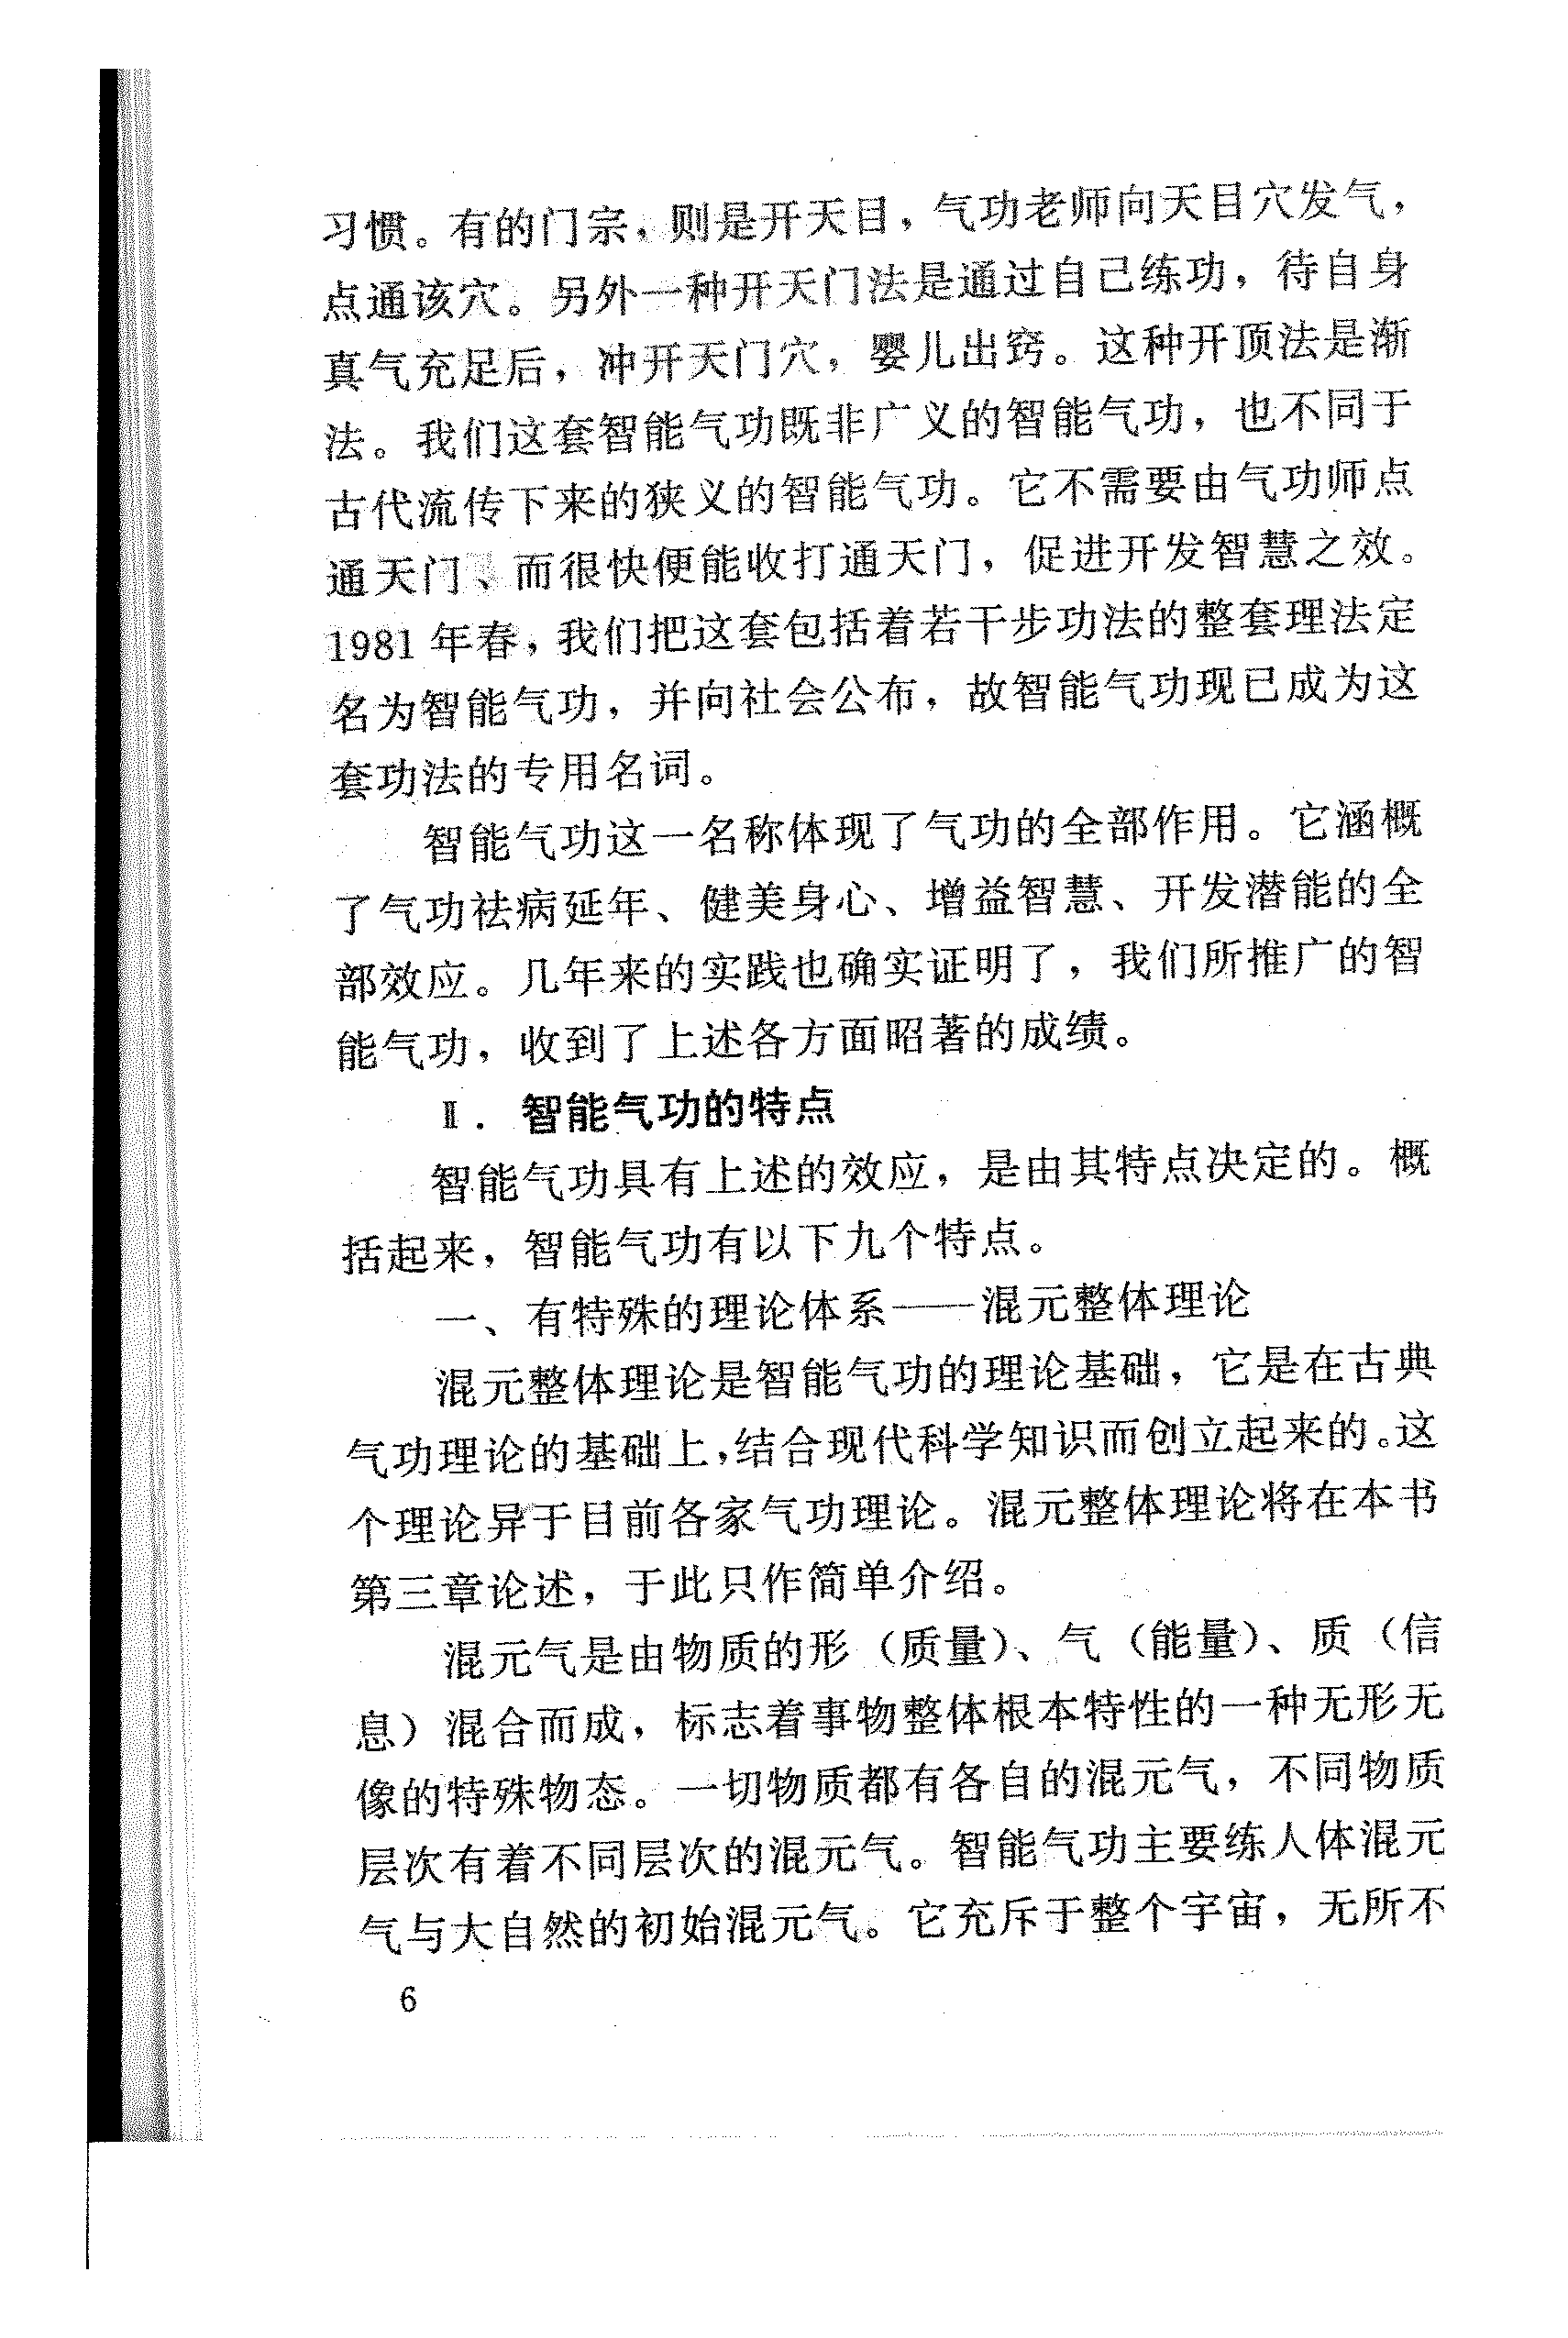 习惯。有的门宗，则是开天目，气功老师向天目穴发气，
点通该穴。另外一种开天门法是通过自己练功，待自身
真气充足后，冲开天门穴，婴儿出窍。这种开顶法是渐
法。我们这套智能气功既非广义的智能气功，也不同于
古代流传下来的狭义的智能气功。它不需要由气功师点
通天门、而很快便能收打通天门，促进开发智慧之效。
1981年春，我们把这套包括着若干步功法的整套理法定
名为智能气功，并向社会公布，故智能气功现已成为这
套功法的专用名词。
智能气功这一名称体现了气功的全部作用。它涵概
了气功祛病延年、健美身心、增益智慧、开发潜能的全
部效应。几年来的实践也确实证明了，我们所推广的智
能气功，收到了上述各方面昭著的成绩。
Ⅱ．智能气功的特点
智能气功具有上述的效应，是由其特点决定的。概
括起来，智能气功有以下九个特点。
一、有特殊的理论体系——混元整体理论
混元整体理论是智能气功的理论基础，它是在古典
气功理论的基础上，结合现代科学知识而创立起来的。这
个理论异于目前各家气功理论。混元整体理论将在本书
第三章论述，于此只作简单介绍。
混元气是由物质的形（质量）、气（能量）、质（信
息）混合而成，标志着事物整体根本特性的一种无形无
像的特殊物态。一切物质都有各自的混元气，不同物质
层次有着不同层次的混元气。智能气功主要练人体混元
气与大自然的初始混元气。它充斥于整个宇宙，无所不
6